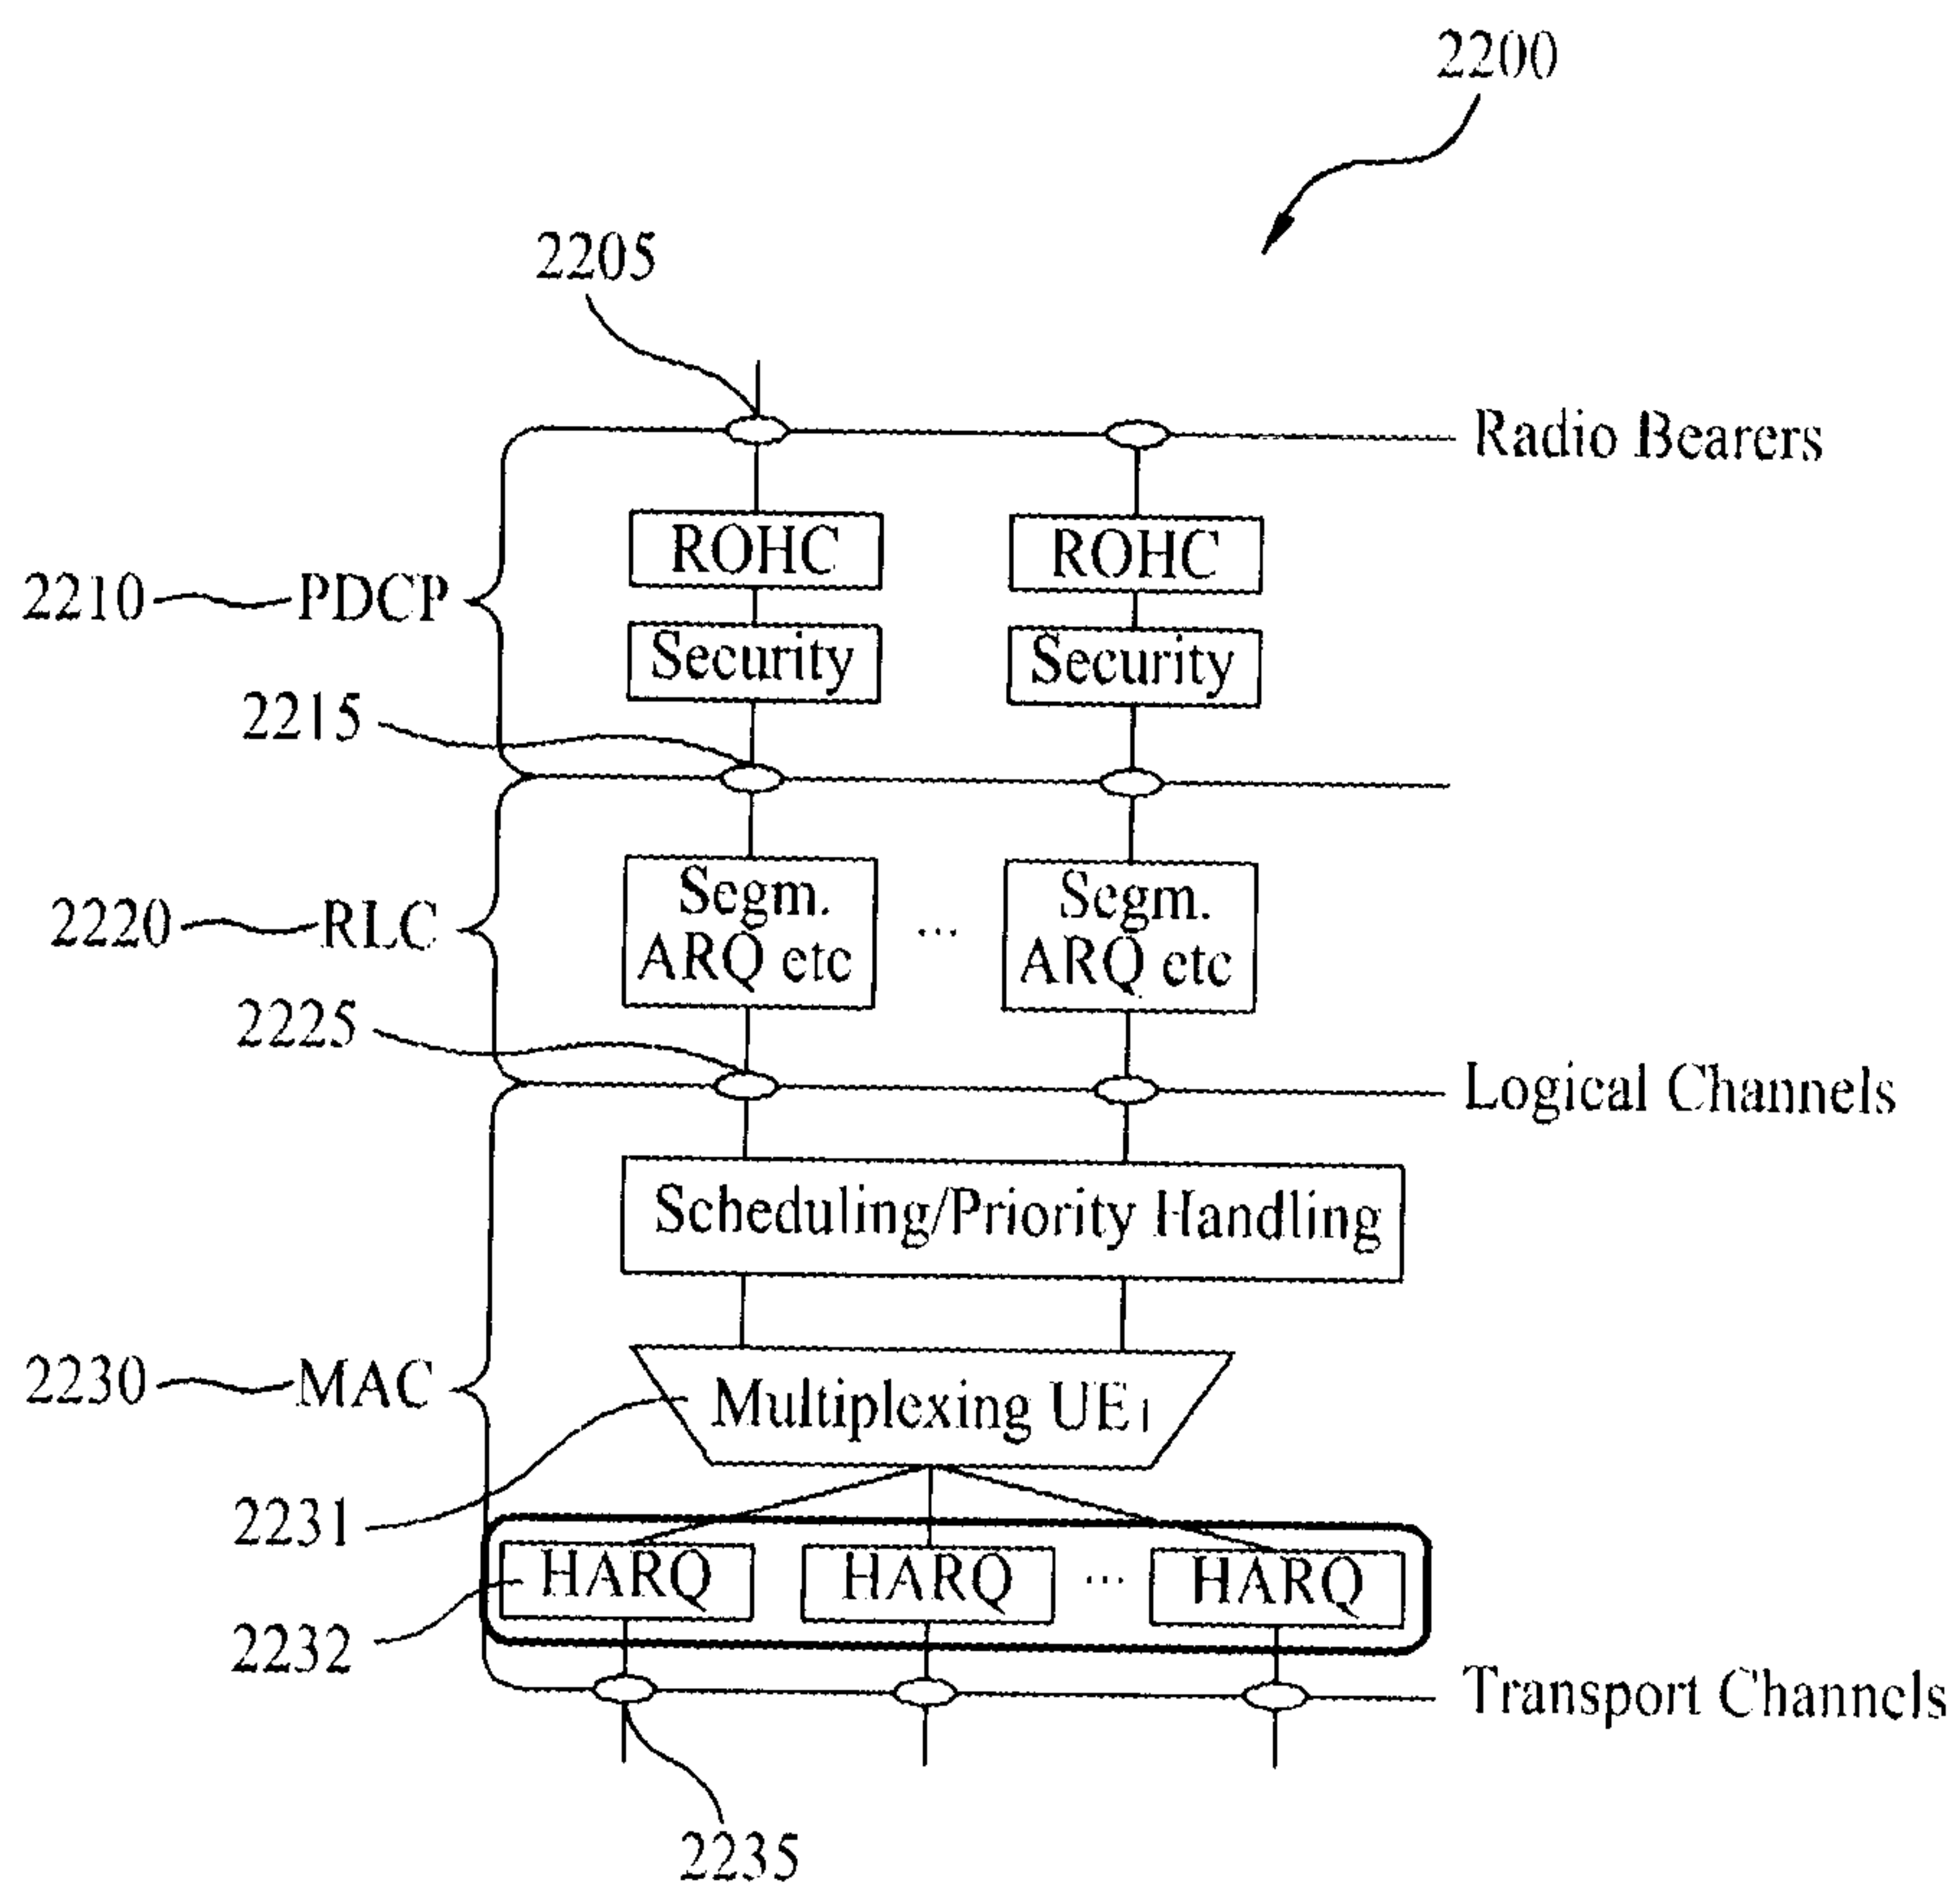 2200
2205
Radio Bearers
ROHC ROHC
2210 PDCP
Security Security
2215
Segm. Segm.
ARQ etc ... ARQ etc
2220 RLC
2225
Logical Channels
Scheduling/Priority Handling
2230 MAC
Multiplexing UE1
2231
HARQ HARQ ... HARQ
2232
Transport Channels
2235